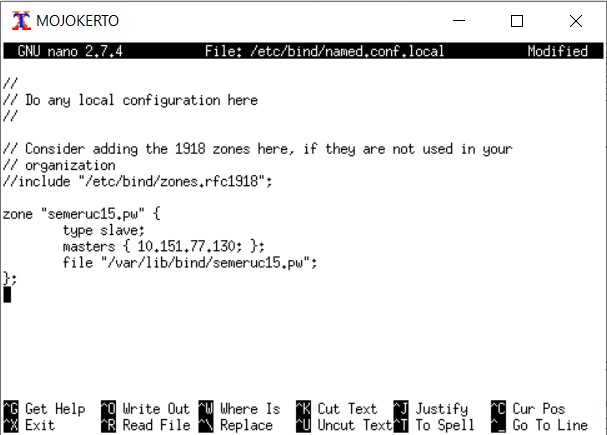 MOJOKERTO
GNU nano 2.7.4 File: /etc/bind/named.conf.local Modified
//
// Do any local configuration here
//
// Consider adding the 1918 zones here, if they are not used in your
// organization
//include "/etc/bind/zones.rfc1918";
zone "semeruc15.pw" {
type slave;
masters { 10.151.77.130; };
file "/var/lib/bind/semeruc15.pw";
};
^G Get Help ^O Write Out ^W Where Is ^K Cut Text ^J Justify ^C Cur Pos
^X Exit ^R Read File ^\ Replace ^U Uncut Text ^T To Spell ^_ Go To Line